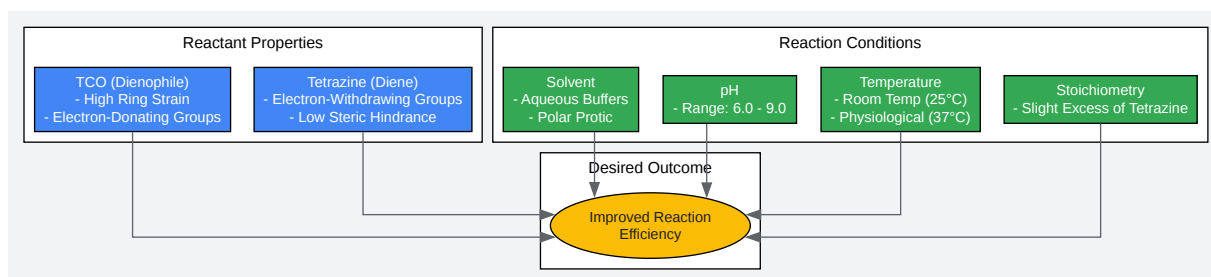 Reactant Properties
TCO (Dienophile)
- High Ring Strain
- Electron-Donating Groups
Tetrazine (Diene)
- Electron-Withdrawing Groups
- Low Steric Hindrance
Reaction Conditions
Solvent
- Aqueous Buffers
- Polar Protic
pH
- Range: 6.0 - 9.0
Temperature
- Room Temp (25°C)
- Physiological (37°C)
Stoichiometry
- Slight Excess of Tetrazine
Desired Outcome
Improved Reaction
Efficiency